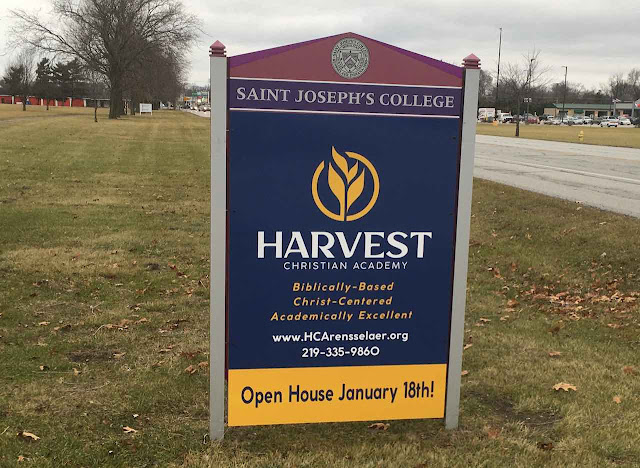 SAINT JOSEPH'S COLLEGE
HARVEST
CHRISTIAN ACADEMY
Biblically-Based
Christ-Centered
Academically Excellent
www.HCArensselaer.org
219-335-9860
Open House January 18th!